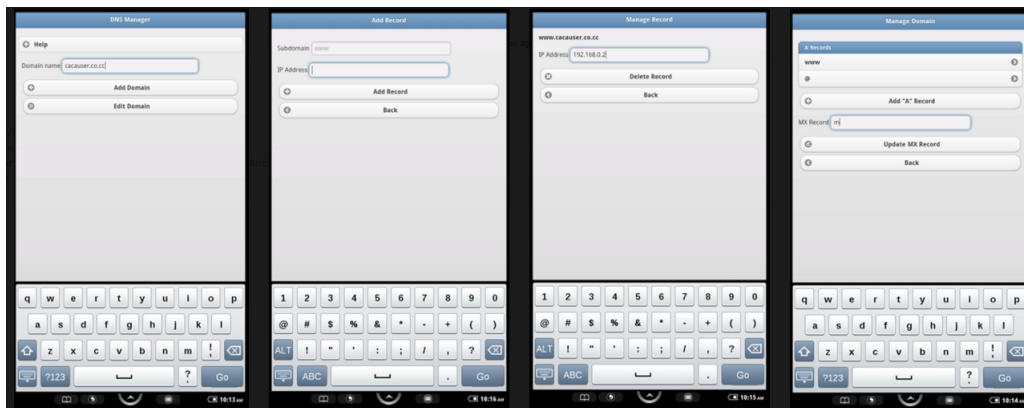 DNS Manager
Help
Domain name cacauser.co.cc
Add Domain
Edit Domain
q w e r t y u i o p
a s d f g h j k l
z x c v b n m ! ;
?123 ? . Go
10:13 AM
Add Record
Subdomain www
IP Address
Add Record
Back
1 2 3 4 5 6 7 8 9 0
@ # $ % & * - + ( )
ALT ! " ' : ; / , ?
ABC . Go
10:16 AM
Manage Record
www.cacauser.co.cc
IP Address 192.168.0.2
Delete Record
Back
1 2 3 4 5 6 7 8 9 0
@ # $ % & * - + ( )
ALT ! " ' : ; / , ?
ABC . Go
10:15 AM
Manage Domain
A Records
www
@
Add "A" Record
MX Record m
Update MX Record
Back
q w e r t y u i o p
a s d f g h j k l
z x c v b n m ! ;
?123 ? . Go
10:14 AM